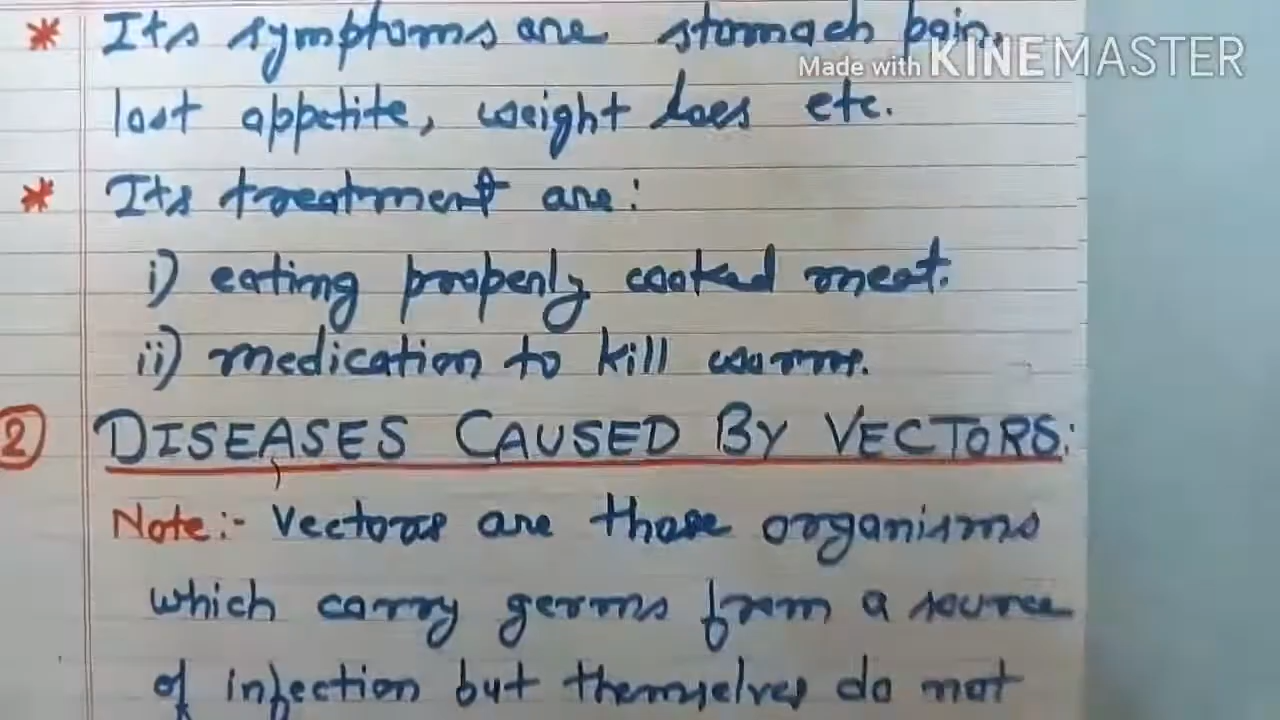 * Its symptoms are stomach pain,
Made with KINEMASTER
lost appetite, weight loes etc.
* Its treatment are:
i) eating properly cooked meat.
ii) medication to kill worm.
2 DISEASES CAUSED BY VECTORS:
Note:- Vectors are those organisms
which carry germs from a source
of infection but themselves do not